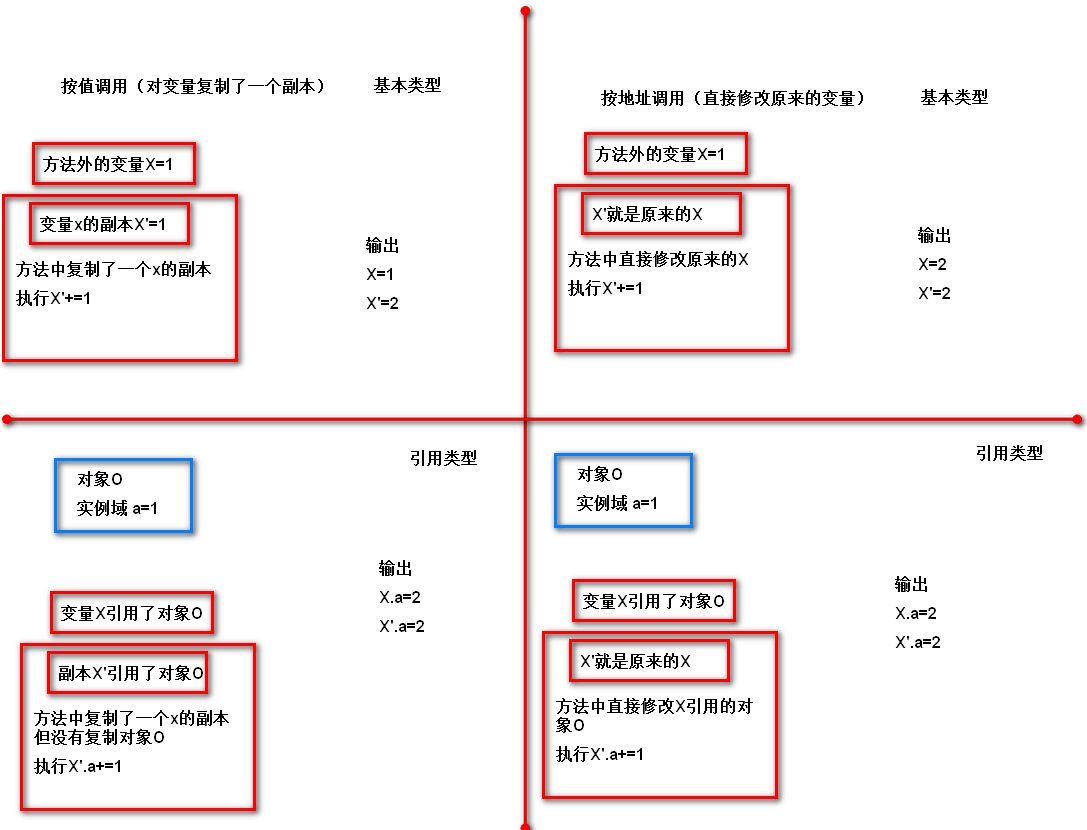 按值调用（对变量复制了一个副本） 基本类型
方法外的变量X=1
变量x的副本X'=1
方法中复制了一个x的副本
执行X'+=1
输出
X=1
X'=2
按地址调用（直接修改原来的变量） 基本类型
方法外的变量X=1
X'就是原来的X
方法中直接修改原来的X
执行X'+=1
输出
X=2
X'=2
引用类型
对象O
实例域 a=1
变量X引用了对象O
副本X'引用了对象O
方法中复制了一个x的副本
但没有复制对象O
执行X'.a+=1
输出
X.a=2
X'.a=2
引用类型
对象O
实例域 a=1
变量X引用了对象O
X'就是原来的X
方法中直接修改X引用的对
象O
执行X'.a+=1
输出
X.a=2
X'.a=2